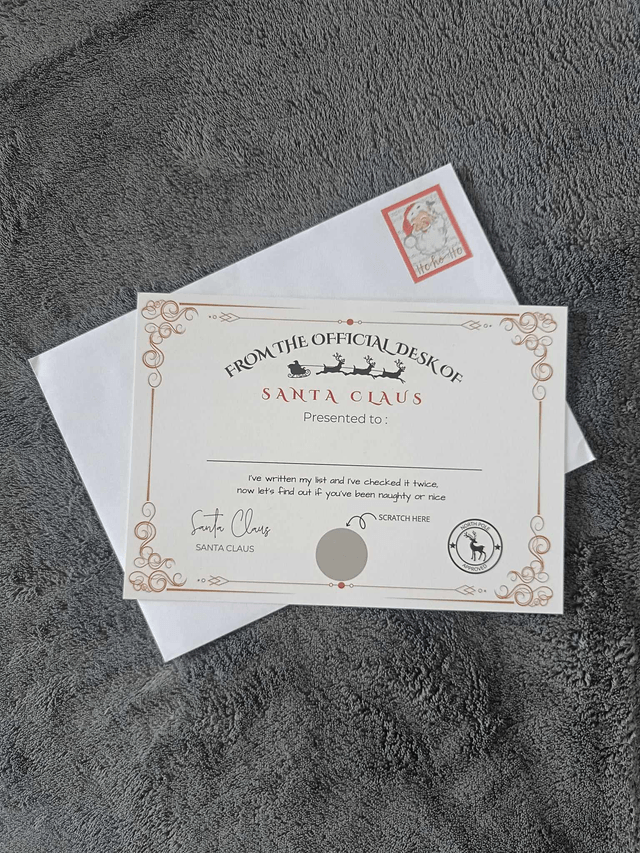 Ho-Ho-Ho
FROM THE OFFICIAL DESK OF
SANTA CLAUS
Presented to :
I've written my list and I've checked it twice,
now let's find out if you've been naughty or nice
Santa Claus
SANTA CLAUS
SCRATCH HERE
NORTH POLE
APPROVED